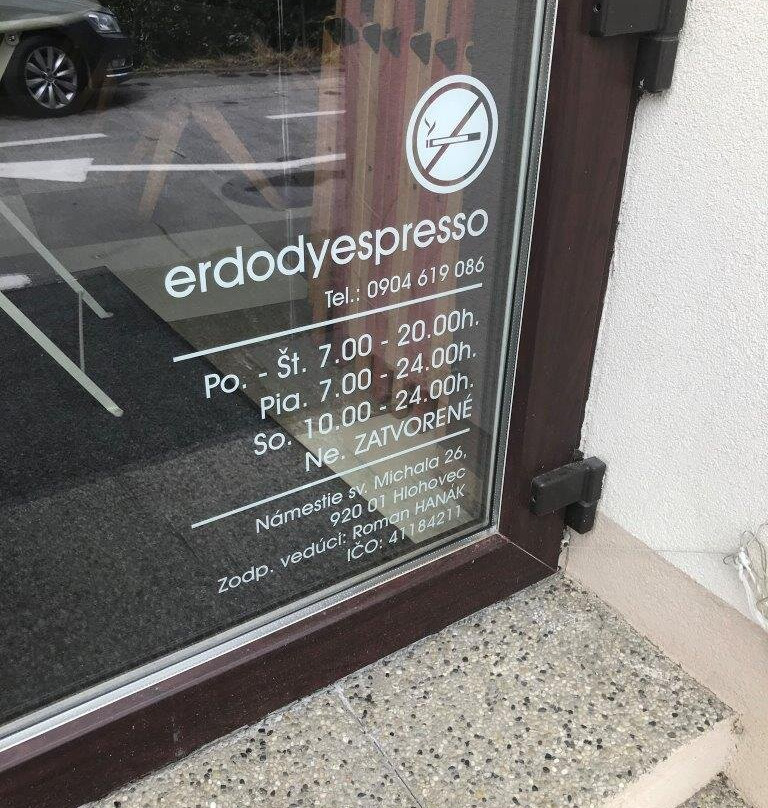 erdodyespresso
Tel.: 0904 619 086
Po. - Št. 7.00 - 20.00h.
Pia. 7.00 - 24.00h.
So. 10.00 - 24.00h.
Ne. ZATVORENÉ
Námestie sv. Michala 26,
920 01 Hlohovec
Zodp. vedúci: Roman HANÁK
IČO: 41184211